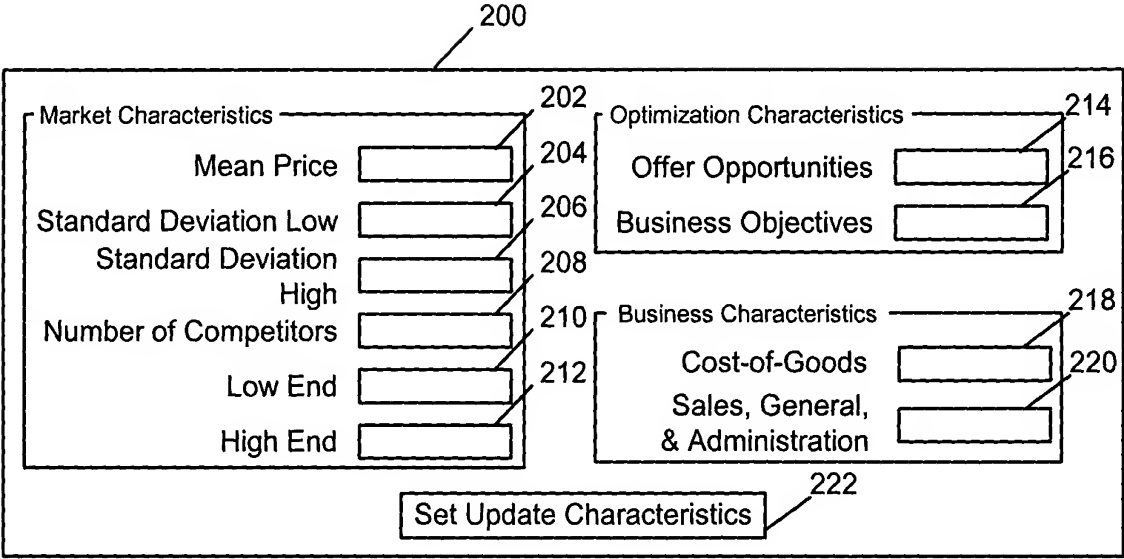 200
Market Characteristics
202
Mean Price
204
Standard Deviation Low
206
Standard Deviation
High
208
Number of Competitors
210
Low End
212
High End
Optimization Characteristics
214
Offer Opportunities
216
Business Objectives
Business Characteristics
218
Cost-of-Goods
220
Sales, General,
& Administration
222
Set Update Characteristics